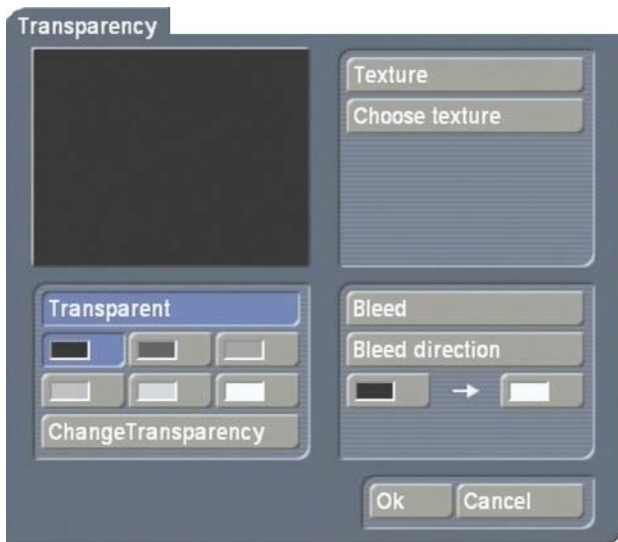 Transparency
Texture
Choose texture
Transparent
ChangeTransparency
Bleed
Bleed direction
Ok
Cancel